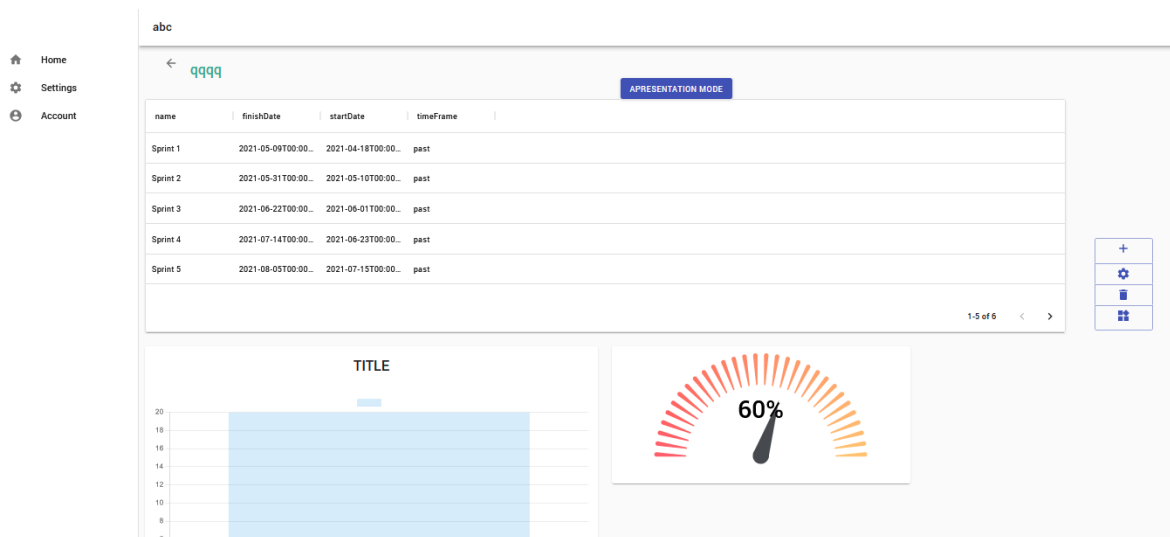 abc
Home
Settings
Account
qqqq
APRESENTATION MODE
name finishDate startDate timeFrame
Sprint 1 2021-05-09T00:00... 2021-04-18T00:00... past
Sprint 2 2021-05-31T00:00... 2021-05-10T00:00... past
Sprint 3 2021-06-22T00:00... 2021-06-01T00:00... past
Sprint 4 2021-07-14T00:00... 2021-06-23T00:00... past
Sprint 5 2021-08-05T00:00... 2021-07-15T00:00... past
1-5 of 6
TITLE
20
18
16
14
12
10
8
60%